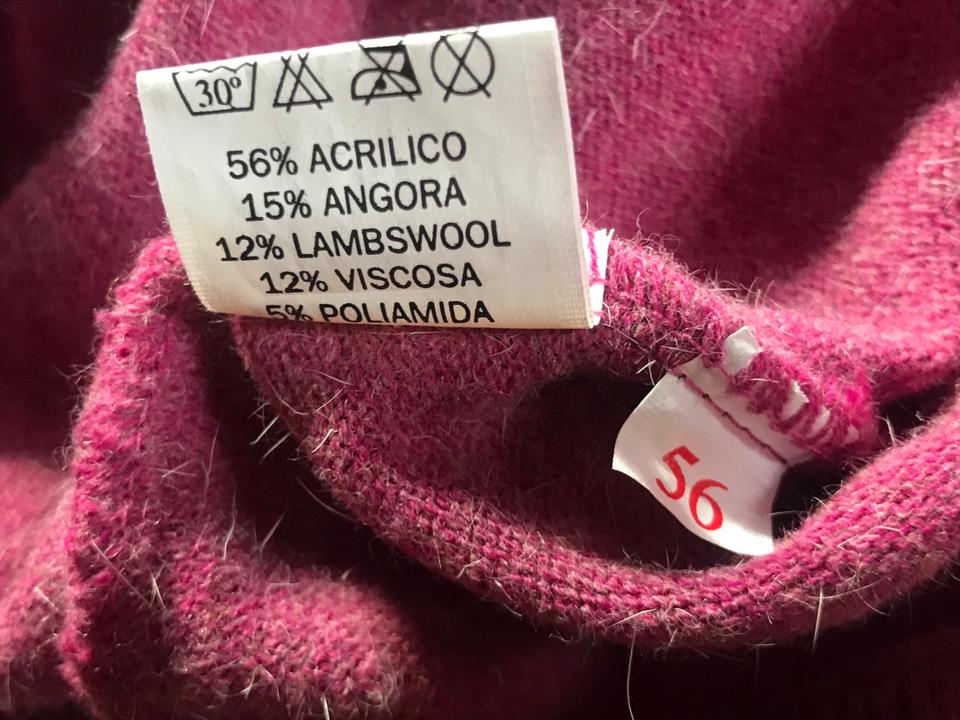 30°
56% ACRILICO
15% ANGORA
12% LAMBSWOOL
12% VISCOSA
5% POLIAMIDA
56